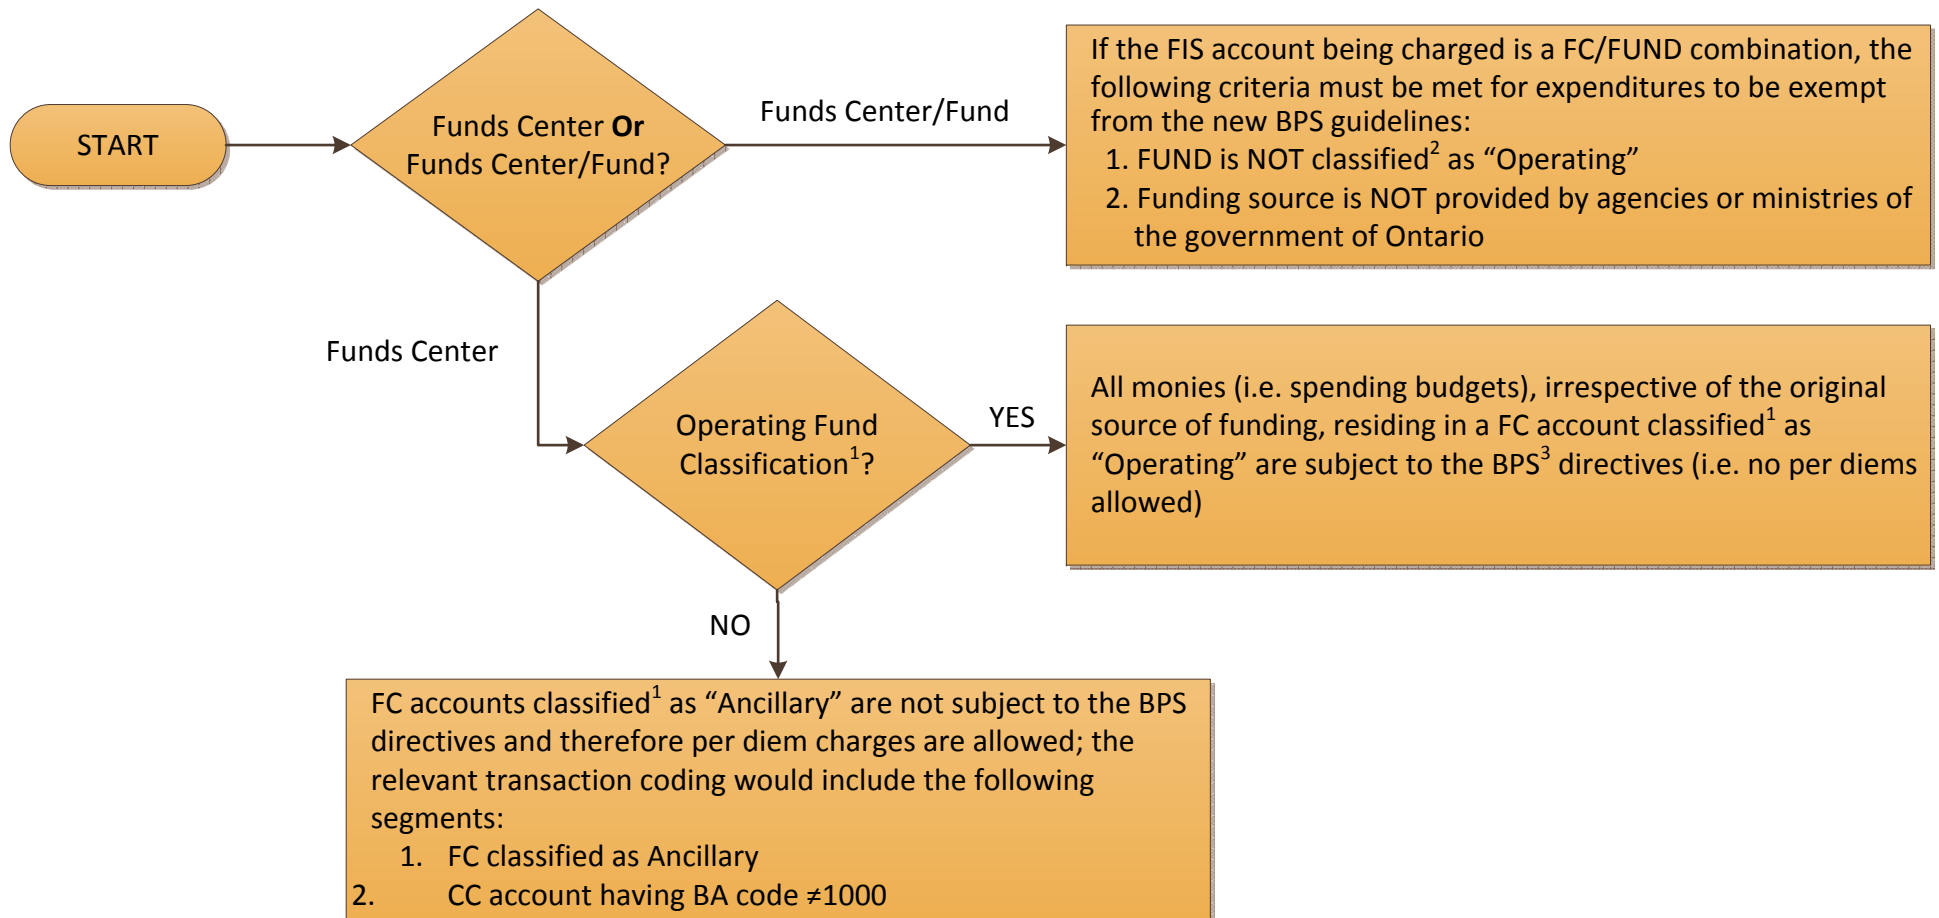 START
Funds Center Or
Funds Center/Fund?
Funds Center/Fund
If the FIS account being charged is a FC/FUND combination, the
following criteria must be met for expenditures to be exempt
from the new BPS guidelines:
1. FUND is NOT classified² as “Operating”
2. Funding source is NOT provided by agencies or ministries of
the government of Ontario
Funds Center
Operating Fund
Classification¹?
YES
All monies (i.e. spending budgets), irrespective of the original
source of funding, residing in a FC account classified¹ as
“Operating” are subject to the BPS³ directives (i.e. no per diems
allowed)
NO
FC accounts classified¹ as “Ancillary” are not subject to the BPS
directives and therefore per diem charges are allowed; the
relevant transaction coding would include the following
segments:
1. FC classified as Ancillary
2. CC account having BA code ≠1000